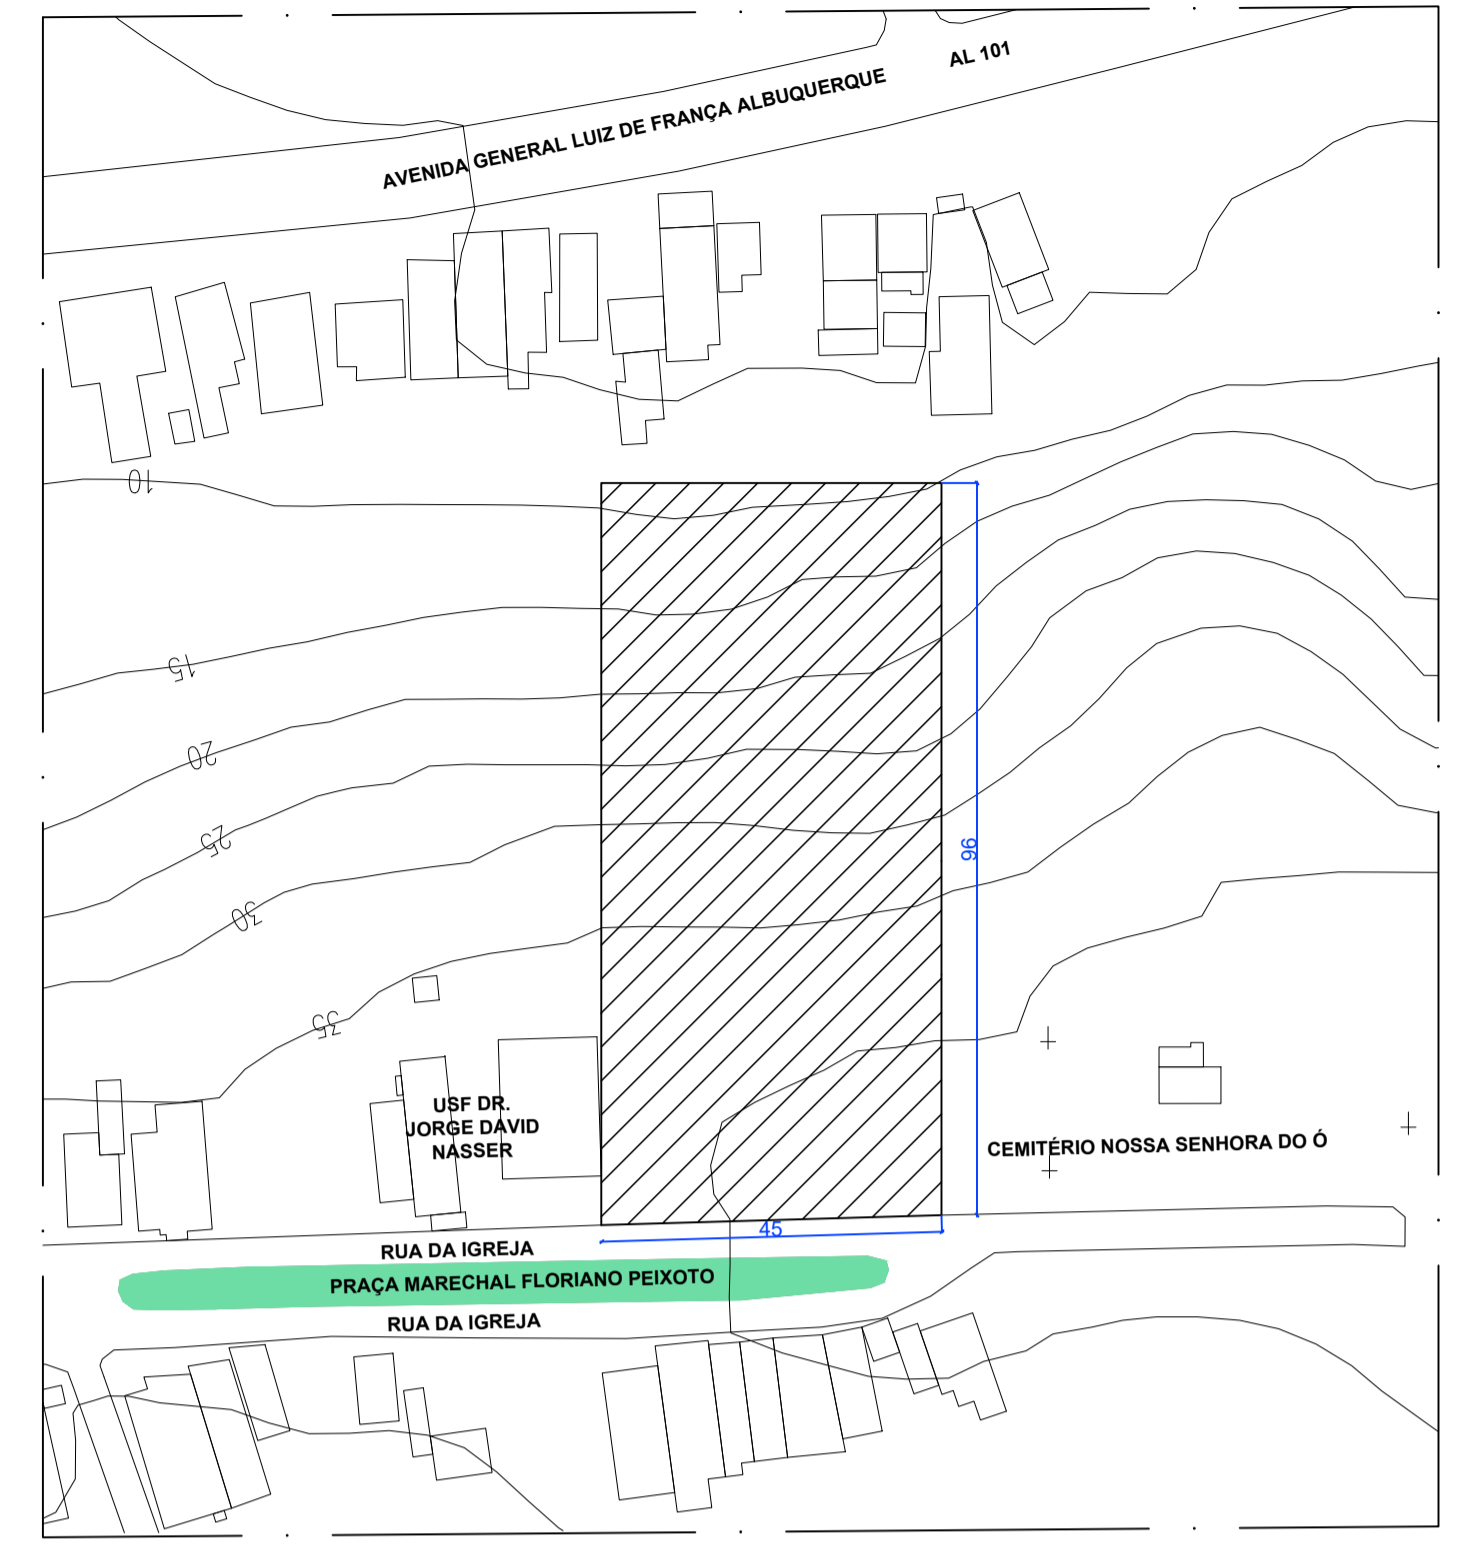 AL 101
AVENIDA GENERAL LUIZ DE FRANÇA ALBUQUERQUE
10
15
20
25
30
35
96
USF DR.
JORGE DAVID
NASSER
CEMITÉRIO NOSSA SENHORA DO Ó
45
RUA DA IGREJA
PRAÇA MARECHAL FLORIANO PEIXOTO
RUA DA IGREJA